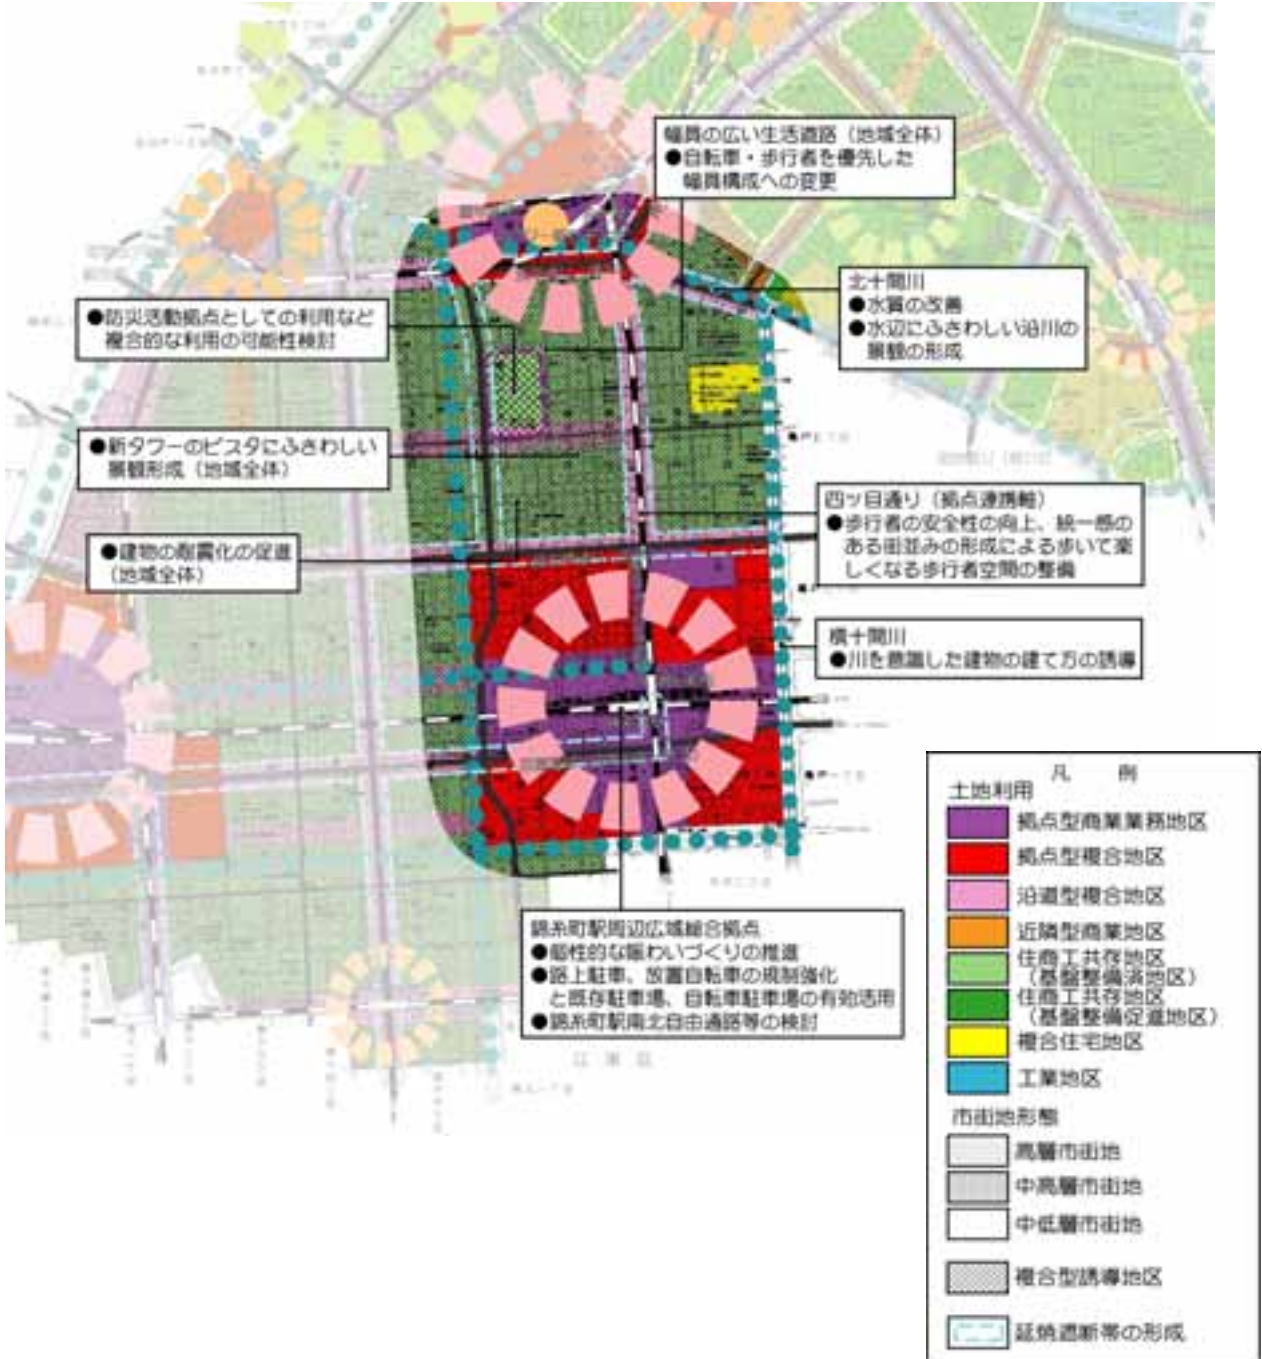 幅員の広い生活道路（地域全体）
●自転車・歩行者を優先した
幅員構成への変更
北十間川
●水質の改善
●水辺にふさわしい沿川の
景観の形成
●防災活動拠点としての利用など
複合的な利用の可能性検討
●新タワーのビスタにふさわしい
景観形成（地域全体）
四ツ目通り（拠点連携軸）
●歩行者の安全性の向上、統一感の
ある街並みの形成による歩いて楽
しくなる歩行者空間の整備
●建物の耐震化の促進
（地域全体）
横十間川
●川を意識した建物の建て方の誘導
錦糸町駅周辺広域総合拠点
●個性的な賑わいづくりの推進
●路上駐車、放置自転車の規制強化
と既存駐車場、自転車駐車場の有効活用
●錦糸町駅南北自由通路等の検討
江東区
凡 例
土地利用
拠点型商業業務地区
拠点型複合地区
沿道型複合地区
近隣型商業地区
住商工共存地区
（基盤整備済地区）
住商工共存地区
（基盤整備促進地区）
複合住宅地区
工業地区
市街地形態
高層市街地
中高層市街地
中低層市街地
複合型誘導地区
延焼遮断帯の形成